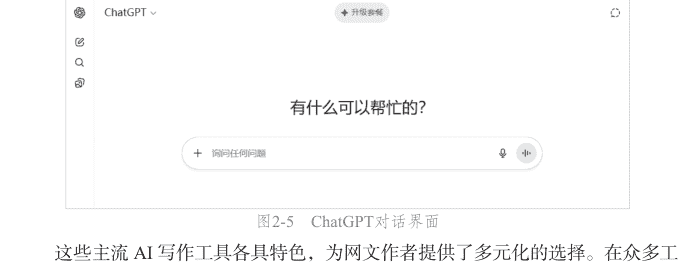 ChatGPT
升级套餐
有什么可以帮忙的?
询问任何问题
图2-5 ChatGPT对话界面
这些主流 AI 写作工具各具特色，为网文作者提供了多元化的选择。在众多工